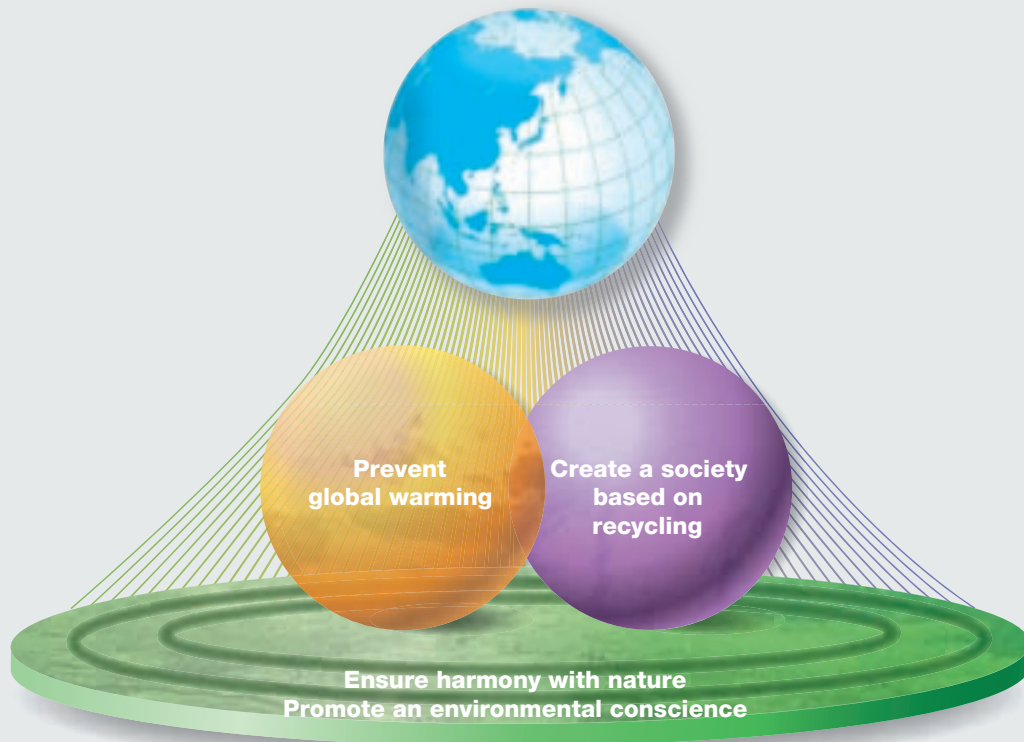 Prevent
global warming
Create a society
based on
recycling
Ensure harmony with nature
Promote an environmental conscience